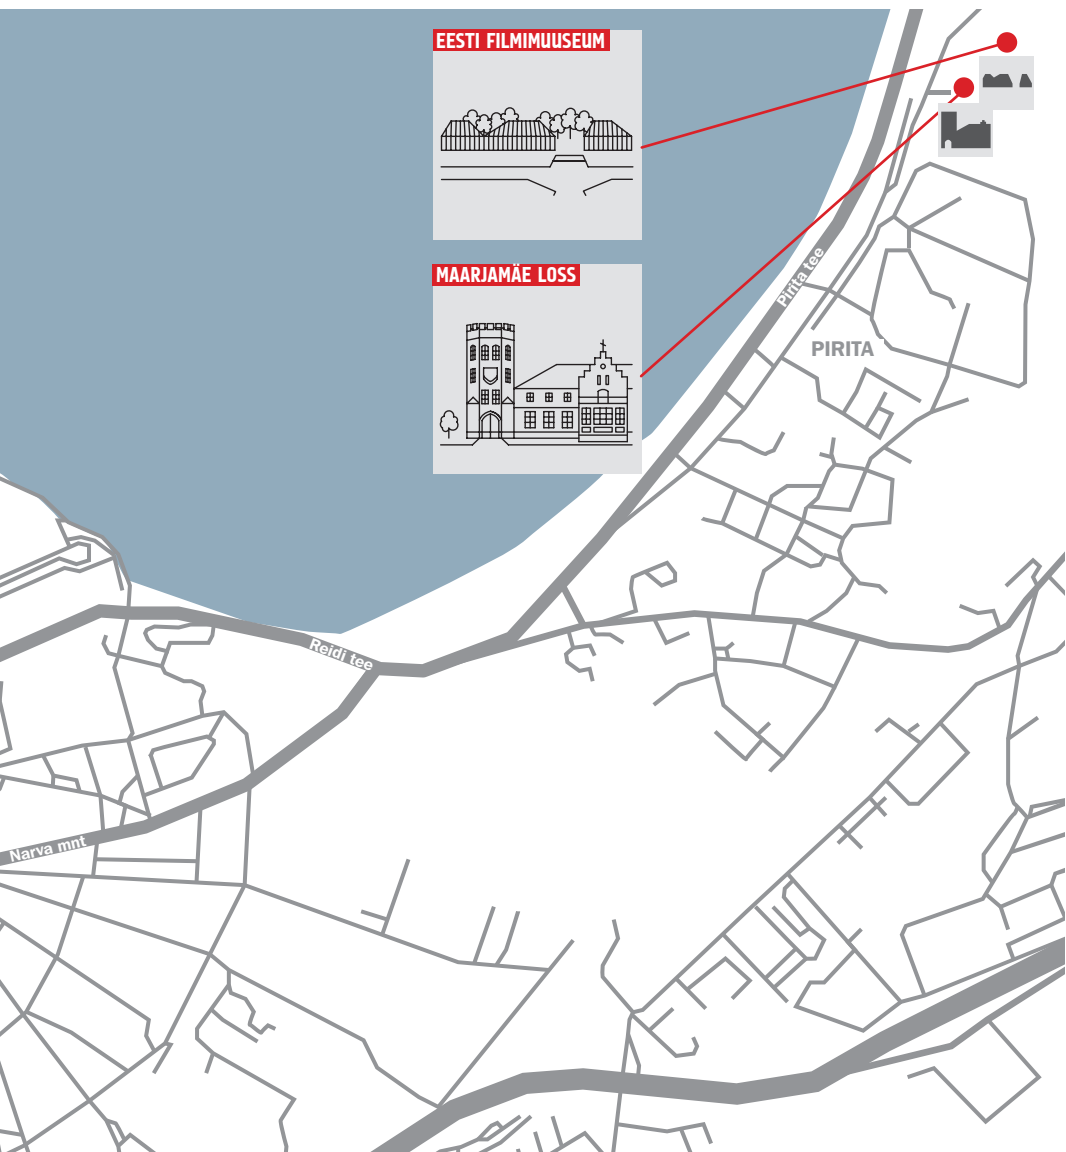 EESTI FILMIMUUSEUM
MAARJAMÄE LOSS
Pirita tee
PIRITA
Reidi tee
Narva mnt